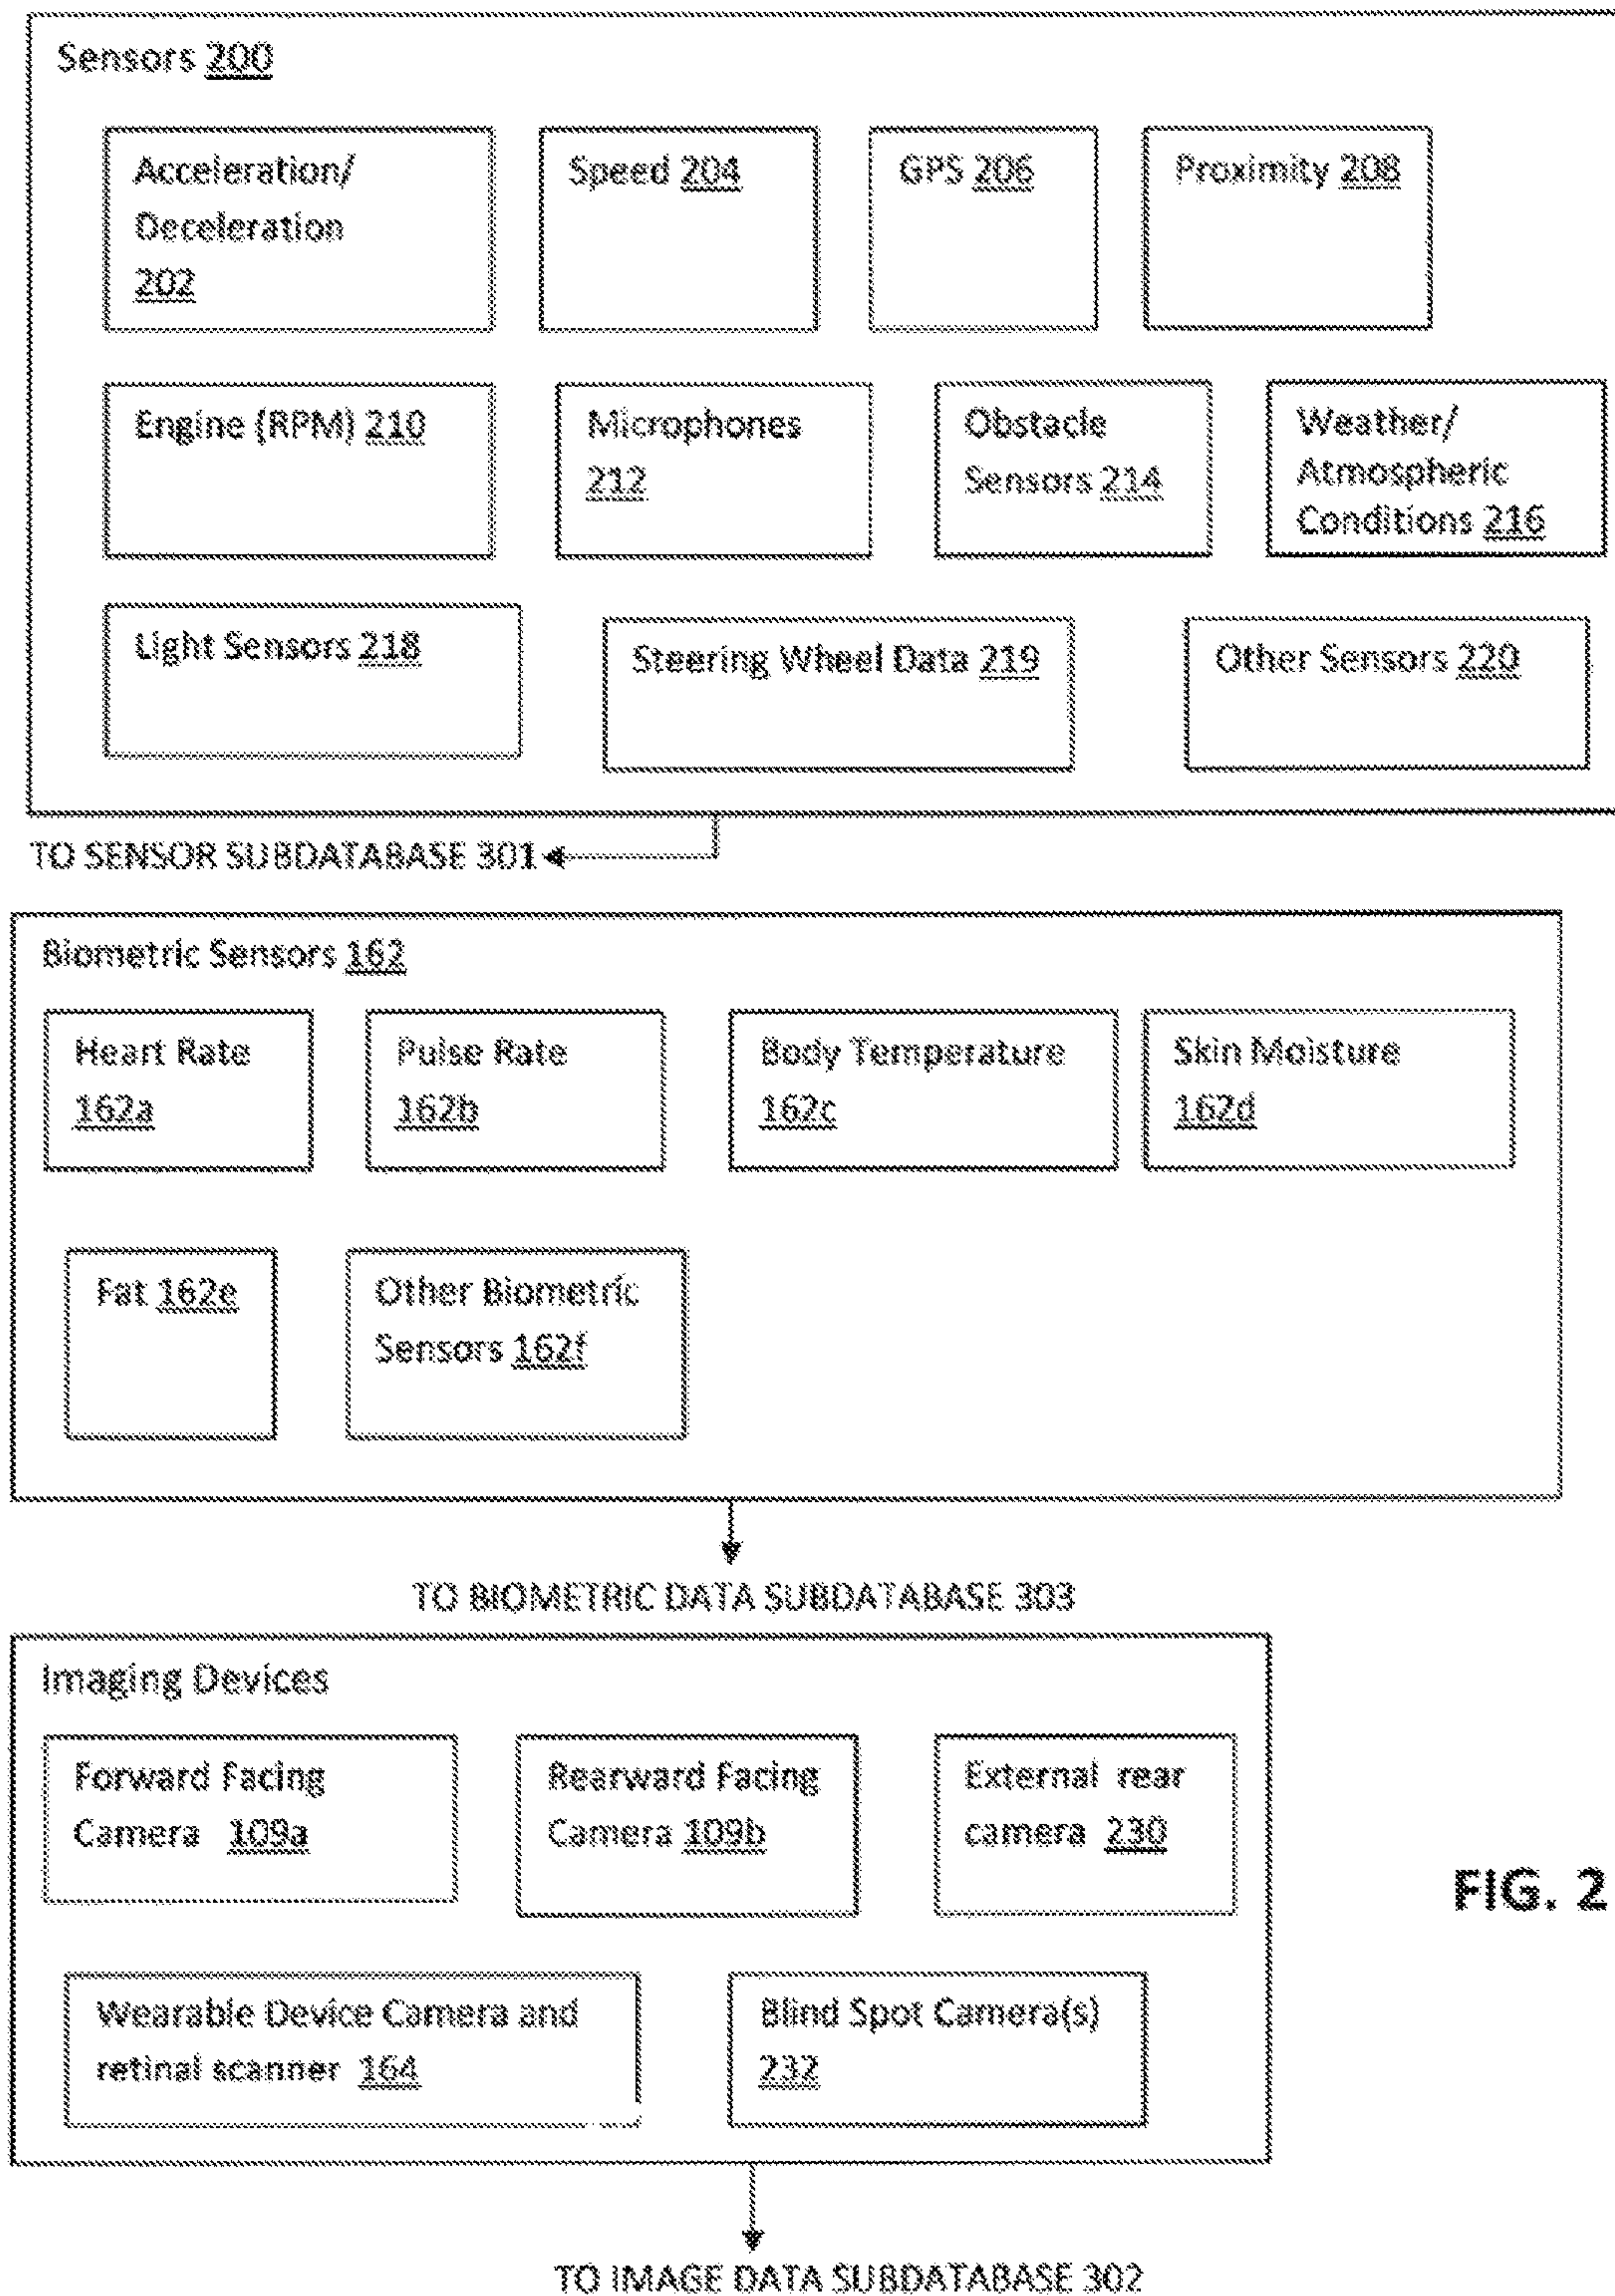 Sensors 200
Acceleration/
Deceleration
202
Speed 204
GPS 206
Proximity 208
Engine (RPM) 210
Microphones
212
Obstacle
Sensors 214
Weather/
Atmospheric
Conditions 216
Light Sensors 218
Steering Wheel Data 219
Other Sensors 220
TO SENSOR SUBDATABASE 301
Biometric Sensors 162
Heart Rate
162a
Pulse Rate
162b
Body Temperature
162c
Skin Moisture
162d
Fat 162e
Other Biometric
Sensors 162f
TO BIOMETRIC DATA SUBDATABASE 303
Imaging Devices
Forward Facing
Camera 109a
Rearward Facing
Camera 109b
External rear
camera 230
FIG. 2
Wearable Device Camera and
retinal scanner 164
Blind Spot Camera(s)
232
TO IMAGE DATA SUBDATABASE 302